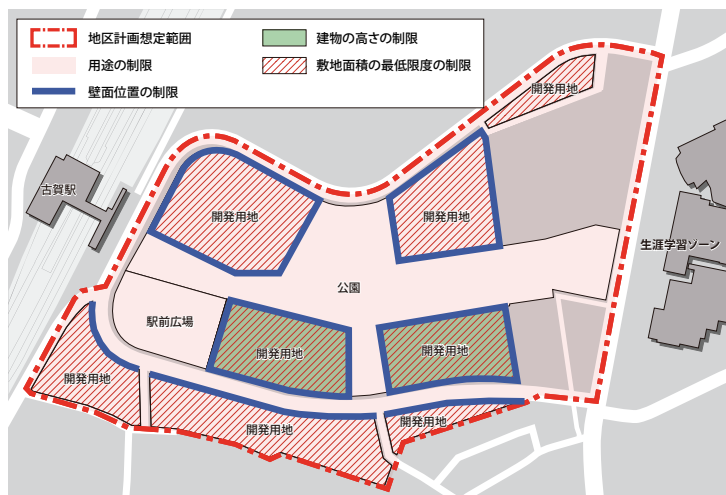 地区計画想定範囲
建物の高さの制限
用途の制限
敷地面積の最低限度の制限
壁面位置の制限
開発用地
古賀駅
開発用地
開発用地
生涯学習ゾーン
公園
駅前広場
開発用地
開発用地
開発用地
開発用地
開発用地